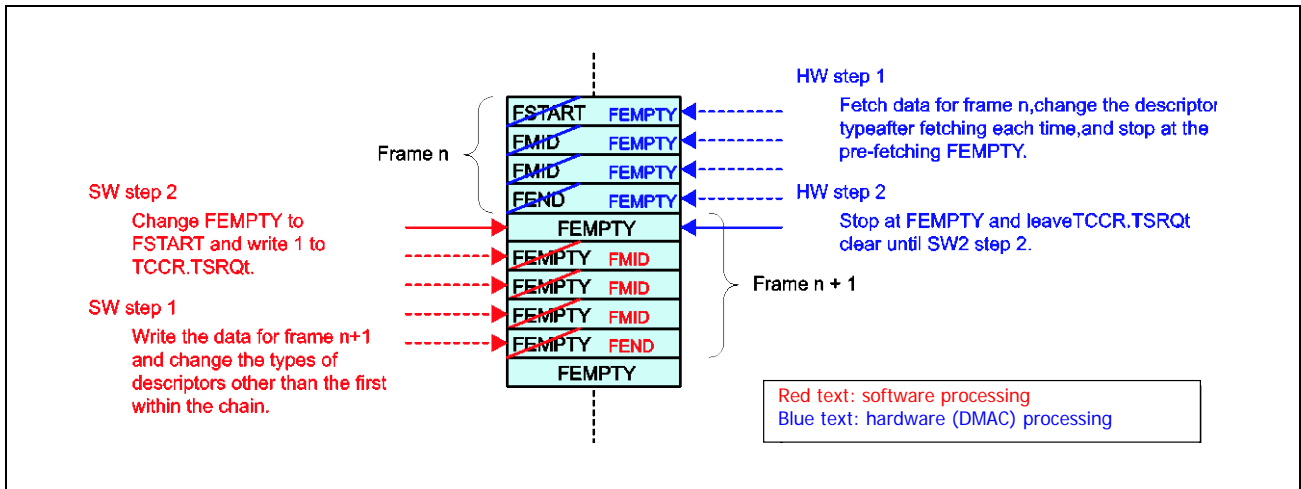 HW step 1
Fetch data for frame n,change the descriptor
typeafter fetching each time,and stop at the
pre-fetching FEMPTY.
HW step 2
Stop at FEMPTY and leaveTCCR.TSRQt
clear until SW2 step 2.
Frame n
FSTART FEMPTY
FMID FEMPTY
FMID FEMPTY
FEND FEMPTY
FEMPTY
FEMPTY FMID
FEMPTY FMID
FEMPTY FMID
FEMPTY FEND
FEMPTY
Frame n + 1
SW step 2
Change FEMPTY to
FSTART and write 1 to
TCCR.TSRQt.
SW step 1
Write the data for frame n+1
and change the types of
descriptors other than the first
within the chain.
Red text: software processing
Blue text: hardware (DMAC) processing